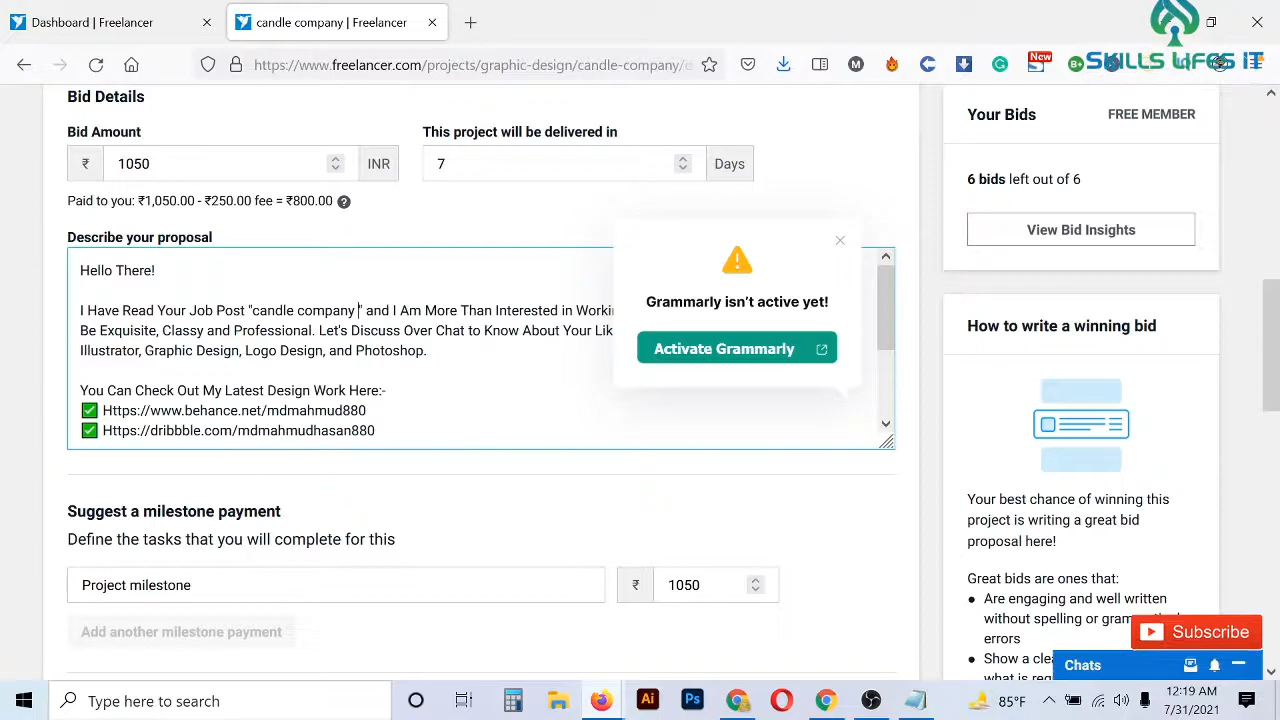 Dashboard | Freelancer
candle company | Freelancer
SKILLS LIFES IT
https://www.freelancer.com/projects/graphic-design/candle-company/
New
Bid Details
Bid Amount
This project will be delivered in
₹ 1050 INR
7 Days
Paid to you: ₹1,050.00 - ₹250.00 fee = ₹800.00
Describe your proposal
Hello There!
I Have Read Your Job Post "candle company " and I Am More Than Interested in
Be Exquisite, Classy and Professional. Let's Discuss Over Chat to Know About Your
Illustrator, Graphic Design, Logo Design, and Photoshop.
You Can Check Out My Latest Design Work Here:-
✅ Https://www.behance.net/mdmahmud880
✅ Https://dribbble.com/mdmahmudhasan880
Grammarly isn't active yet!
Activate Grammarly
Suggest a milestone payment
Define the tasks that you will complete for this
Project milestone
₹ 1050
Add another milestone payment
Your Bids
FREE MEMBER
6 bids left out of 6
View Bid Insights
How to write a winning bid
Your best chance of winning this
project is writing a great bid
proposal here!
Great bids are ones that:
● Are engaging and well written
without spelling or
errors
● Show a
Subscribe
Chats
Type here to search
Ai
Ps
85°F
12:19 AM
7/31/2021